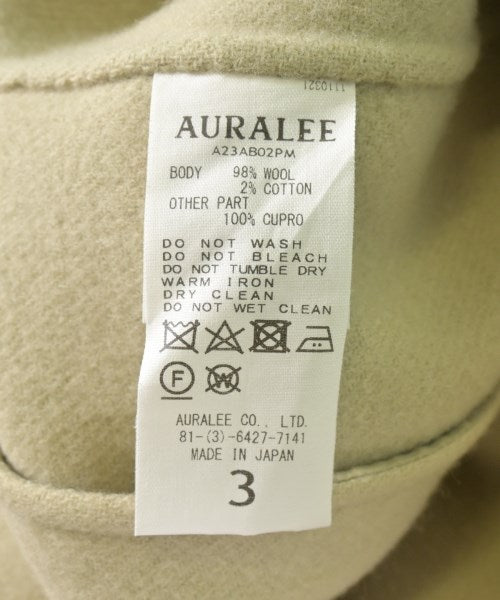 1110321
AURALEE
A23AB02PM
BODY 98% WOOL
2% COTTON
OTHER PART
100% CUPRO
DO NOT WASH
DO NOT BLEACH
DO NOT TUMBLE DRY
WARM IRON
DRY CLEAN
DO NOT WET CLEAN
F W
AURALEE CO., LTD.
81-(3)-6427-7141
MADE IN JAPAN
3